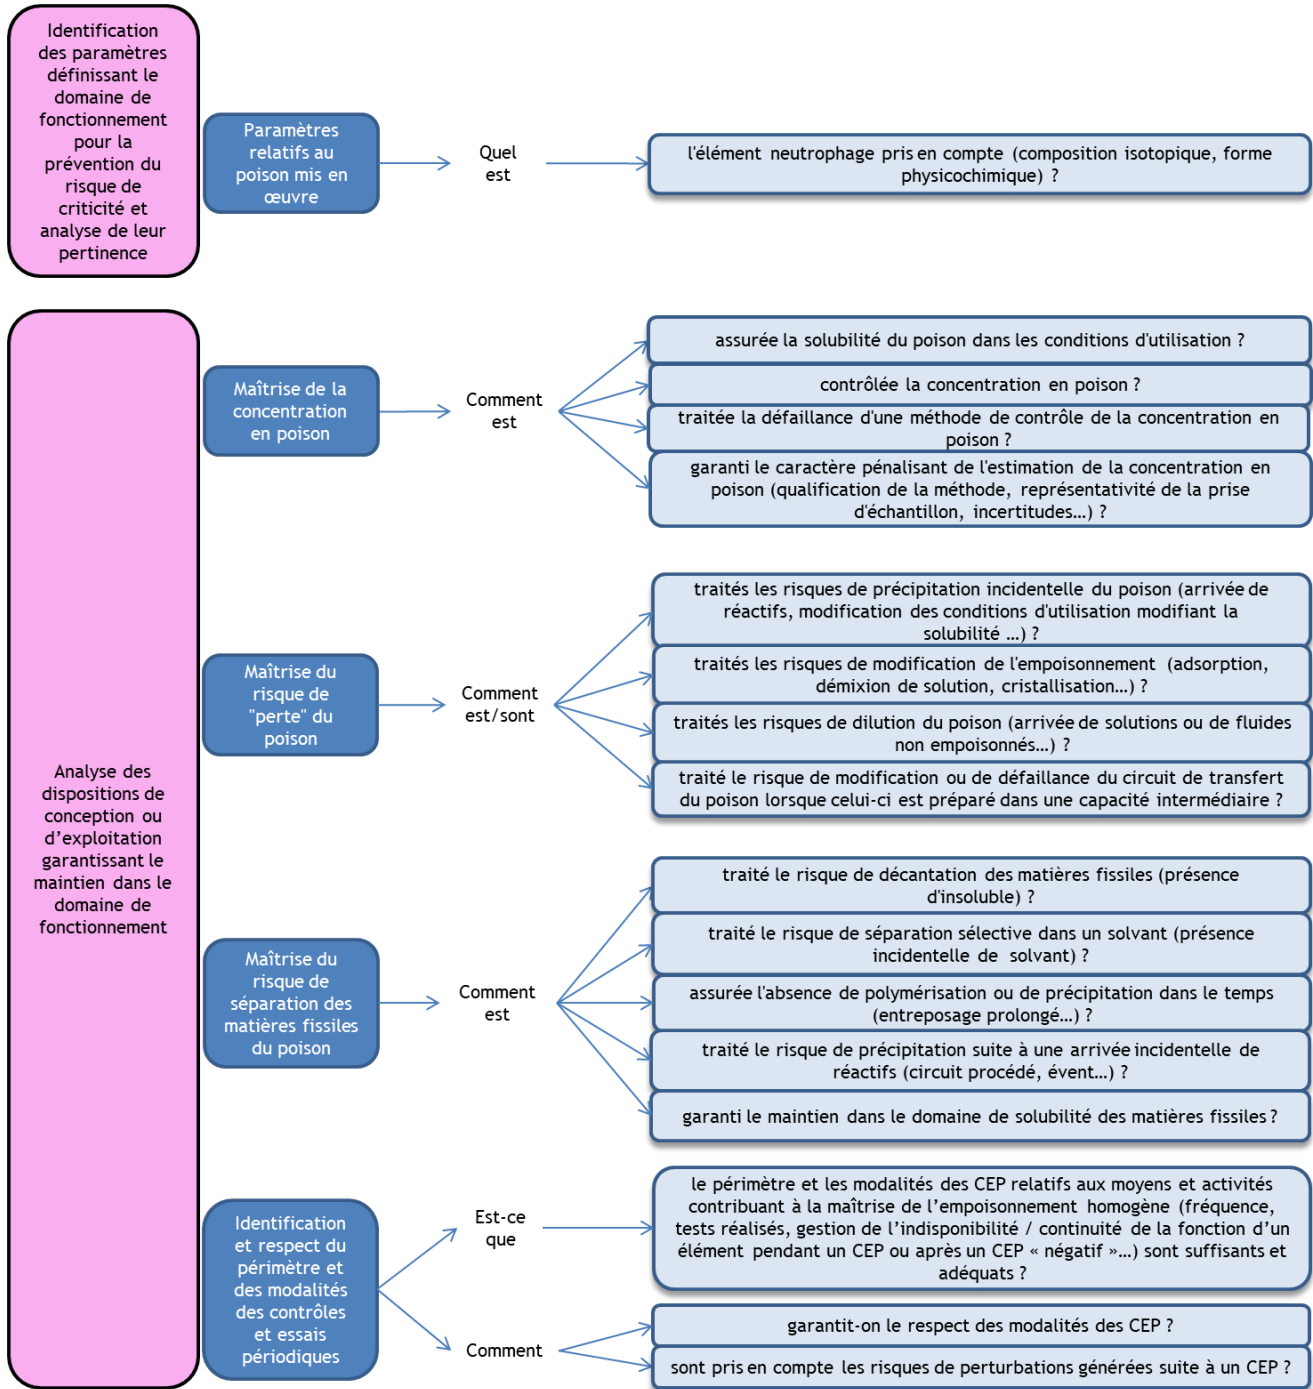 Identification
des paramètres
définissant le
domaine de
fonctionnement
pour la
prévention du
risque de
criticité et
analyse de leur
pertinence
Paramètres
relatifs au
poison mis en
œuvre
Quel
est
l'élément neutrophage pris en compte (composition isotopique, forme
physicochimique) ?
Analyse des
dispositions de
conception ou
d’exploitation
garantissant le
maintien dans le
domaine de
fonctionnement
Maîtrise de la
concentration
en poison
Comment
est
assurée la solubilité du poison dans les conditions d'utilisation ?
contrôlée la concentration en poison ?
traitée la défaillance d'une méthode de contrôle de la concentration en
poison ?
garanti le caractère pénalisant de l'estimation de la concentration en
poison (qualification de la méthode, représentativité de la prise
d'échantillon, incertitudes…) ?
Maîtrise du
risque de
"perte" du
poison
Comment
est/sont
traités les risques de précipitation incidentelle du poison (arrivée de
réactifs, modification des conditions d'utilisation modifiant la
solubilité …) ?
traités les risques de modification de l'empoisonnement (adsorption,
démixion de solution, cristallisation…) ?
traités les risques de dilution du poison (arrivée de solutions ou de fluides
non empoisonnés…) ?
traité le risque de modification ou de défaillance du circuit de transfert
du poison lorsque celui-ci est préparé dans une capacité intermédiaire ?
Maîtrise du
risque de
séparation des
matières fissiles
du poison
Comment
est
traité le risque de décantation des matières fissiles (présence
d'insoluble) ?
traité le risque de séparation sélective dans un solvant (présence
incidentelle de solvant) ?
assurée l'absence de polymérisation ou de précipitation dans le temps
(entreposage prolongé…) ?
traité le risque de précipitation suite à une arrivée incidentelle de
réactifs (circuit procédé, évent…) ?
garanti le maintien dans le domaine de solubilité des matières fissiles ?
Identification
et respect du
périmètre et
des modalités
des contrôles
et essais
périodiques
Est-ce
que
le périmètre et les modalités des CEP relatifs aux moyens et activités
contribuant à la maîtrise de l’empoisonnement homogène (fréquence,
tests réalisés, gestion de l’indisponibilité / continuité de la fonction d’un
élément pendant un CEP ou après un CEP « négatif »…) sont suffisants et
adéquats ?
Comment
garantit-on le respect des modalités des CEP ?
sont pris en compte les risques de perturbations générées suite à un CEP ?